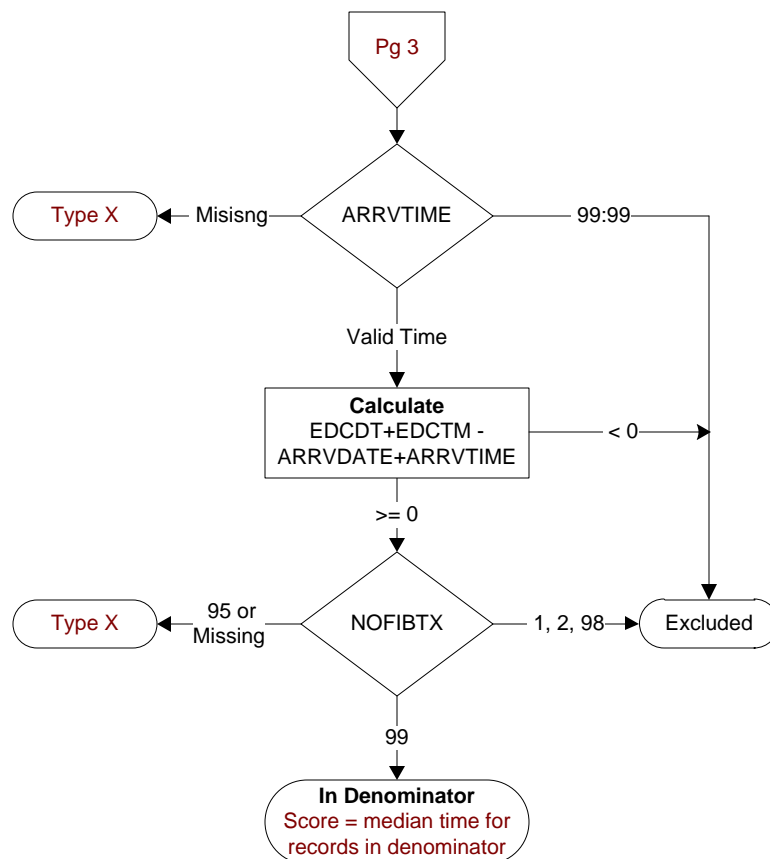 Pg 3
ARRVTIME
Type X
Misisng
99:99
Valid Time
Calculate
EDCDT+EDCTM -
ARRVDATE+ARRVTIME
< 0
>= 0
NOFIBTX
Type X
95 or
Missing
1, 2, 98
Excluded
99
In Denominator
Score = median time for
records in denominator